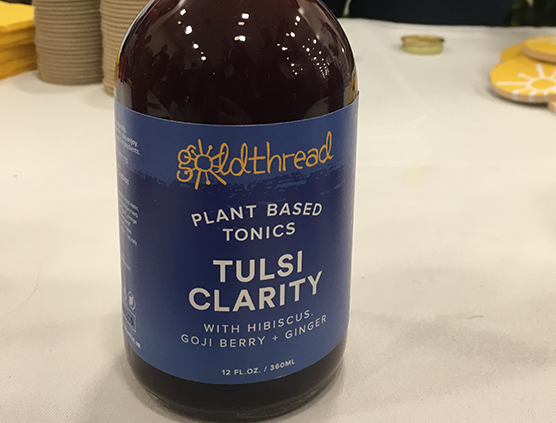 goldthread
PLANT BASED
TONICS
TULSI
CLARITY
WITH HIBISCUS.
GOJI BERRY + GINGER
12 FL.OZ. / 360ML